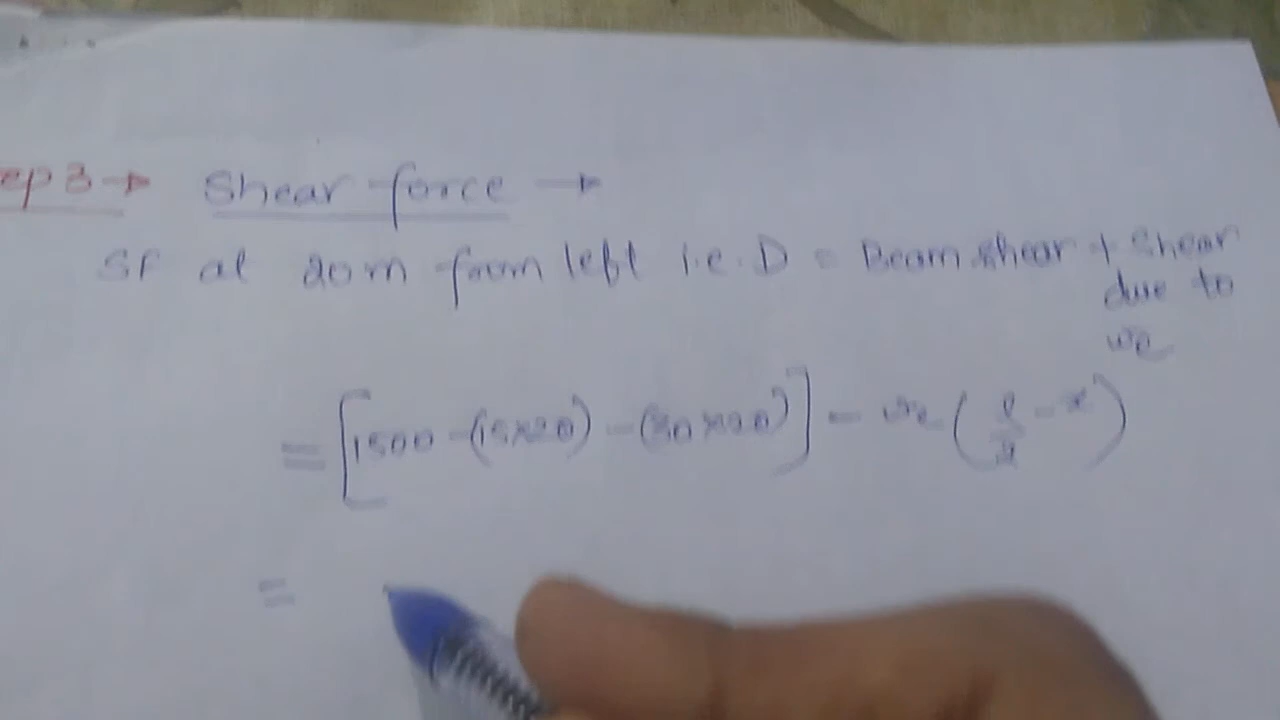 ep 3 → Shear force →
SF at 20m from left i.e. D = Beam shear + Shear
due to
we
= [1500 - (15×20) - (30×20)] - we (l/2 - x)
=